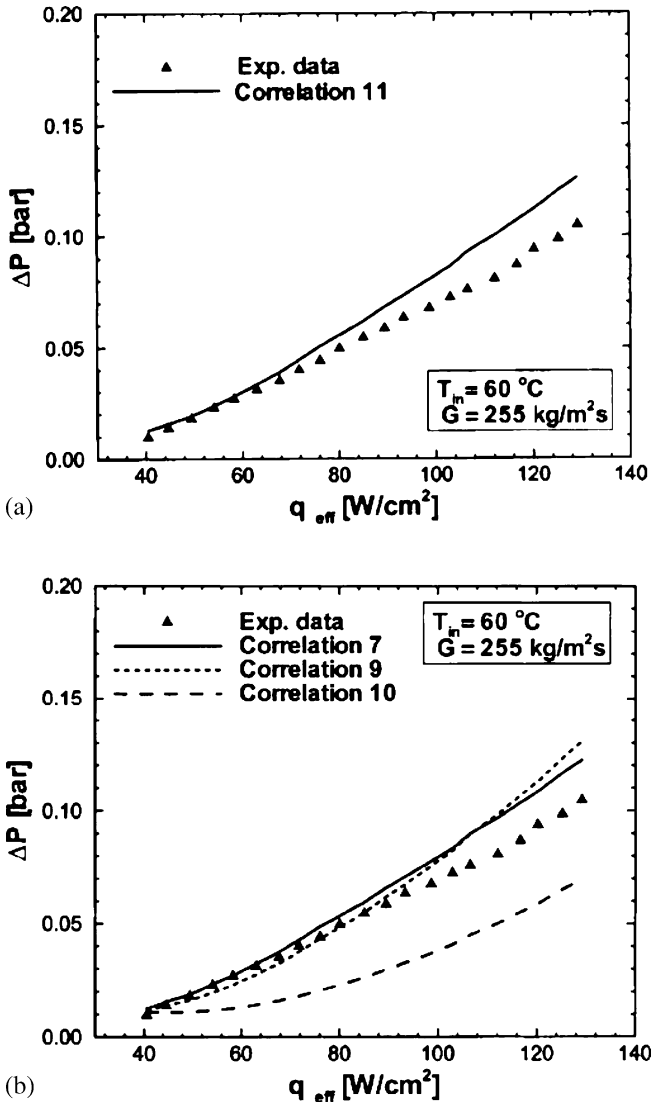 0.20
0.15
0.10
0.05
0.00
ΔP [bar]
Exp. data
Correlation 11
T_in = 60 °C
G = 255 kg/m²s
40 60 80 100 120 140
q_eff [W/cm²]
(a)
0.20
0.15
0.10
0.05
0.00
ΔP [bar]
Exp. data
Correlation 7
Correlation 9
Correlation 10
T_in = 60 °C
G = 255 kg/m²s
40 60 80 100 120 140
q_eff [W/cm²]
(b)